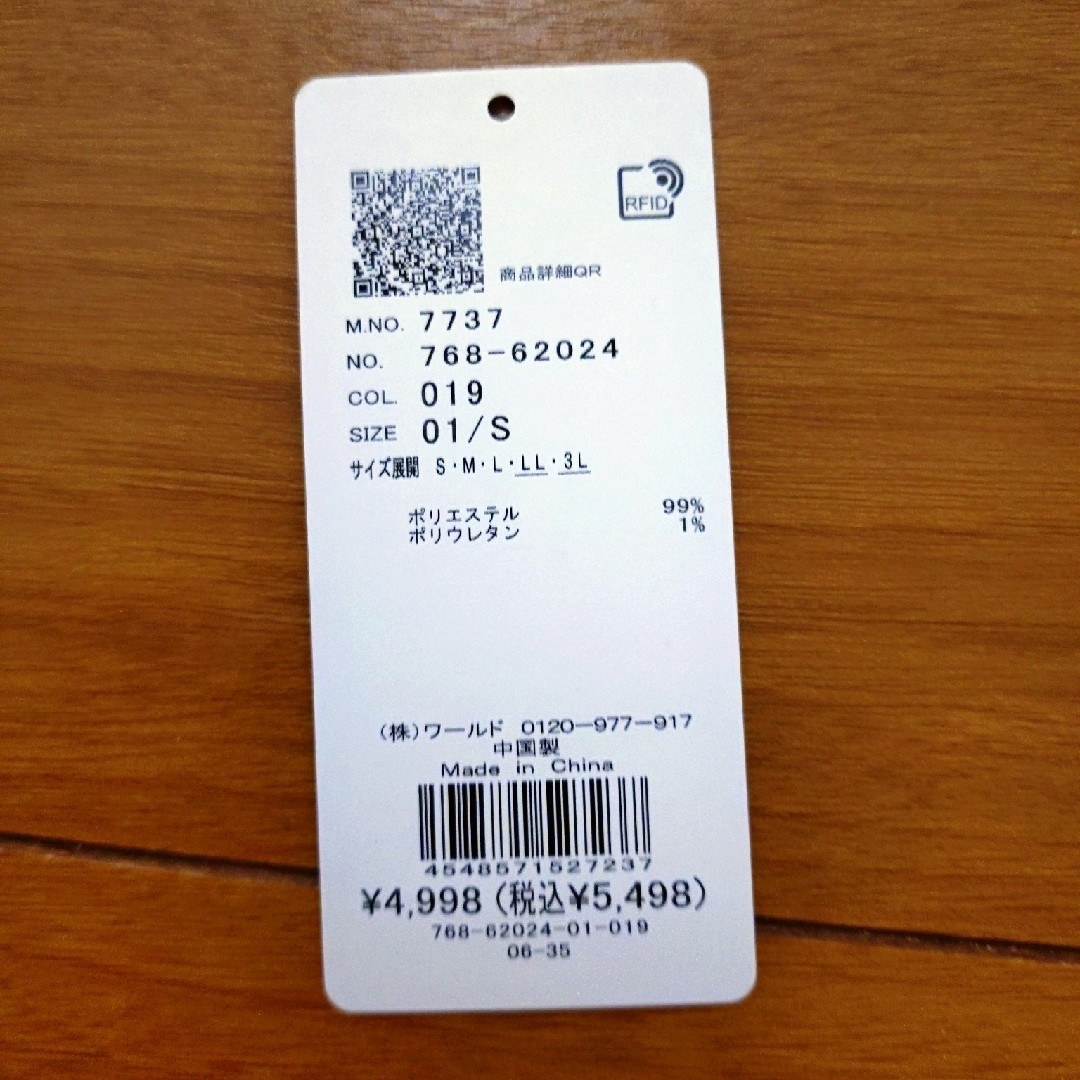 RFID
商品詳細QR
M.NO. 7737
NO. 768-62024
COL. 019
SIZE 01/S
サイズ展開 S・M・L・LL・3L
ポリエステル 99%
ポリウレタン 1%
(株)ワールド 0120-977-917
中国製
Made in China
4548571527237
¥4,998(税込¥5,498)
768-62024-01-019
06-35